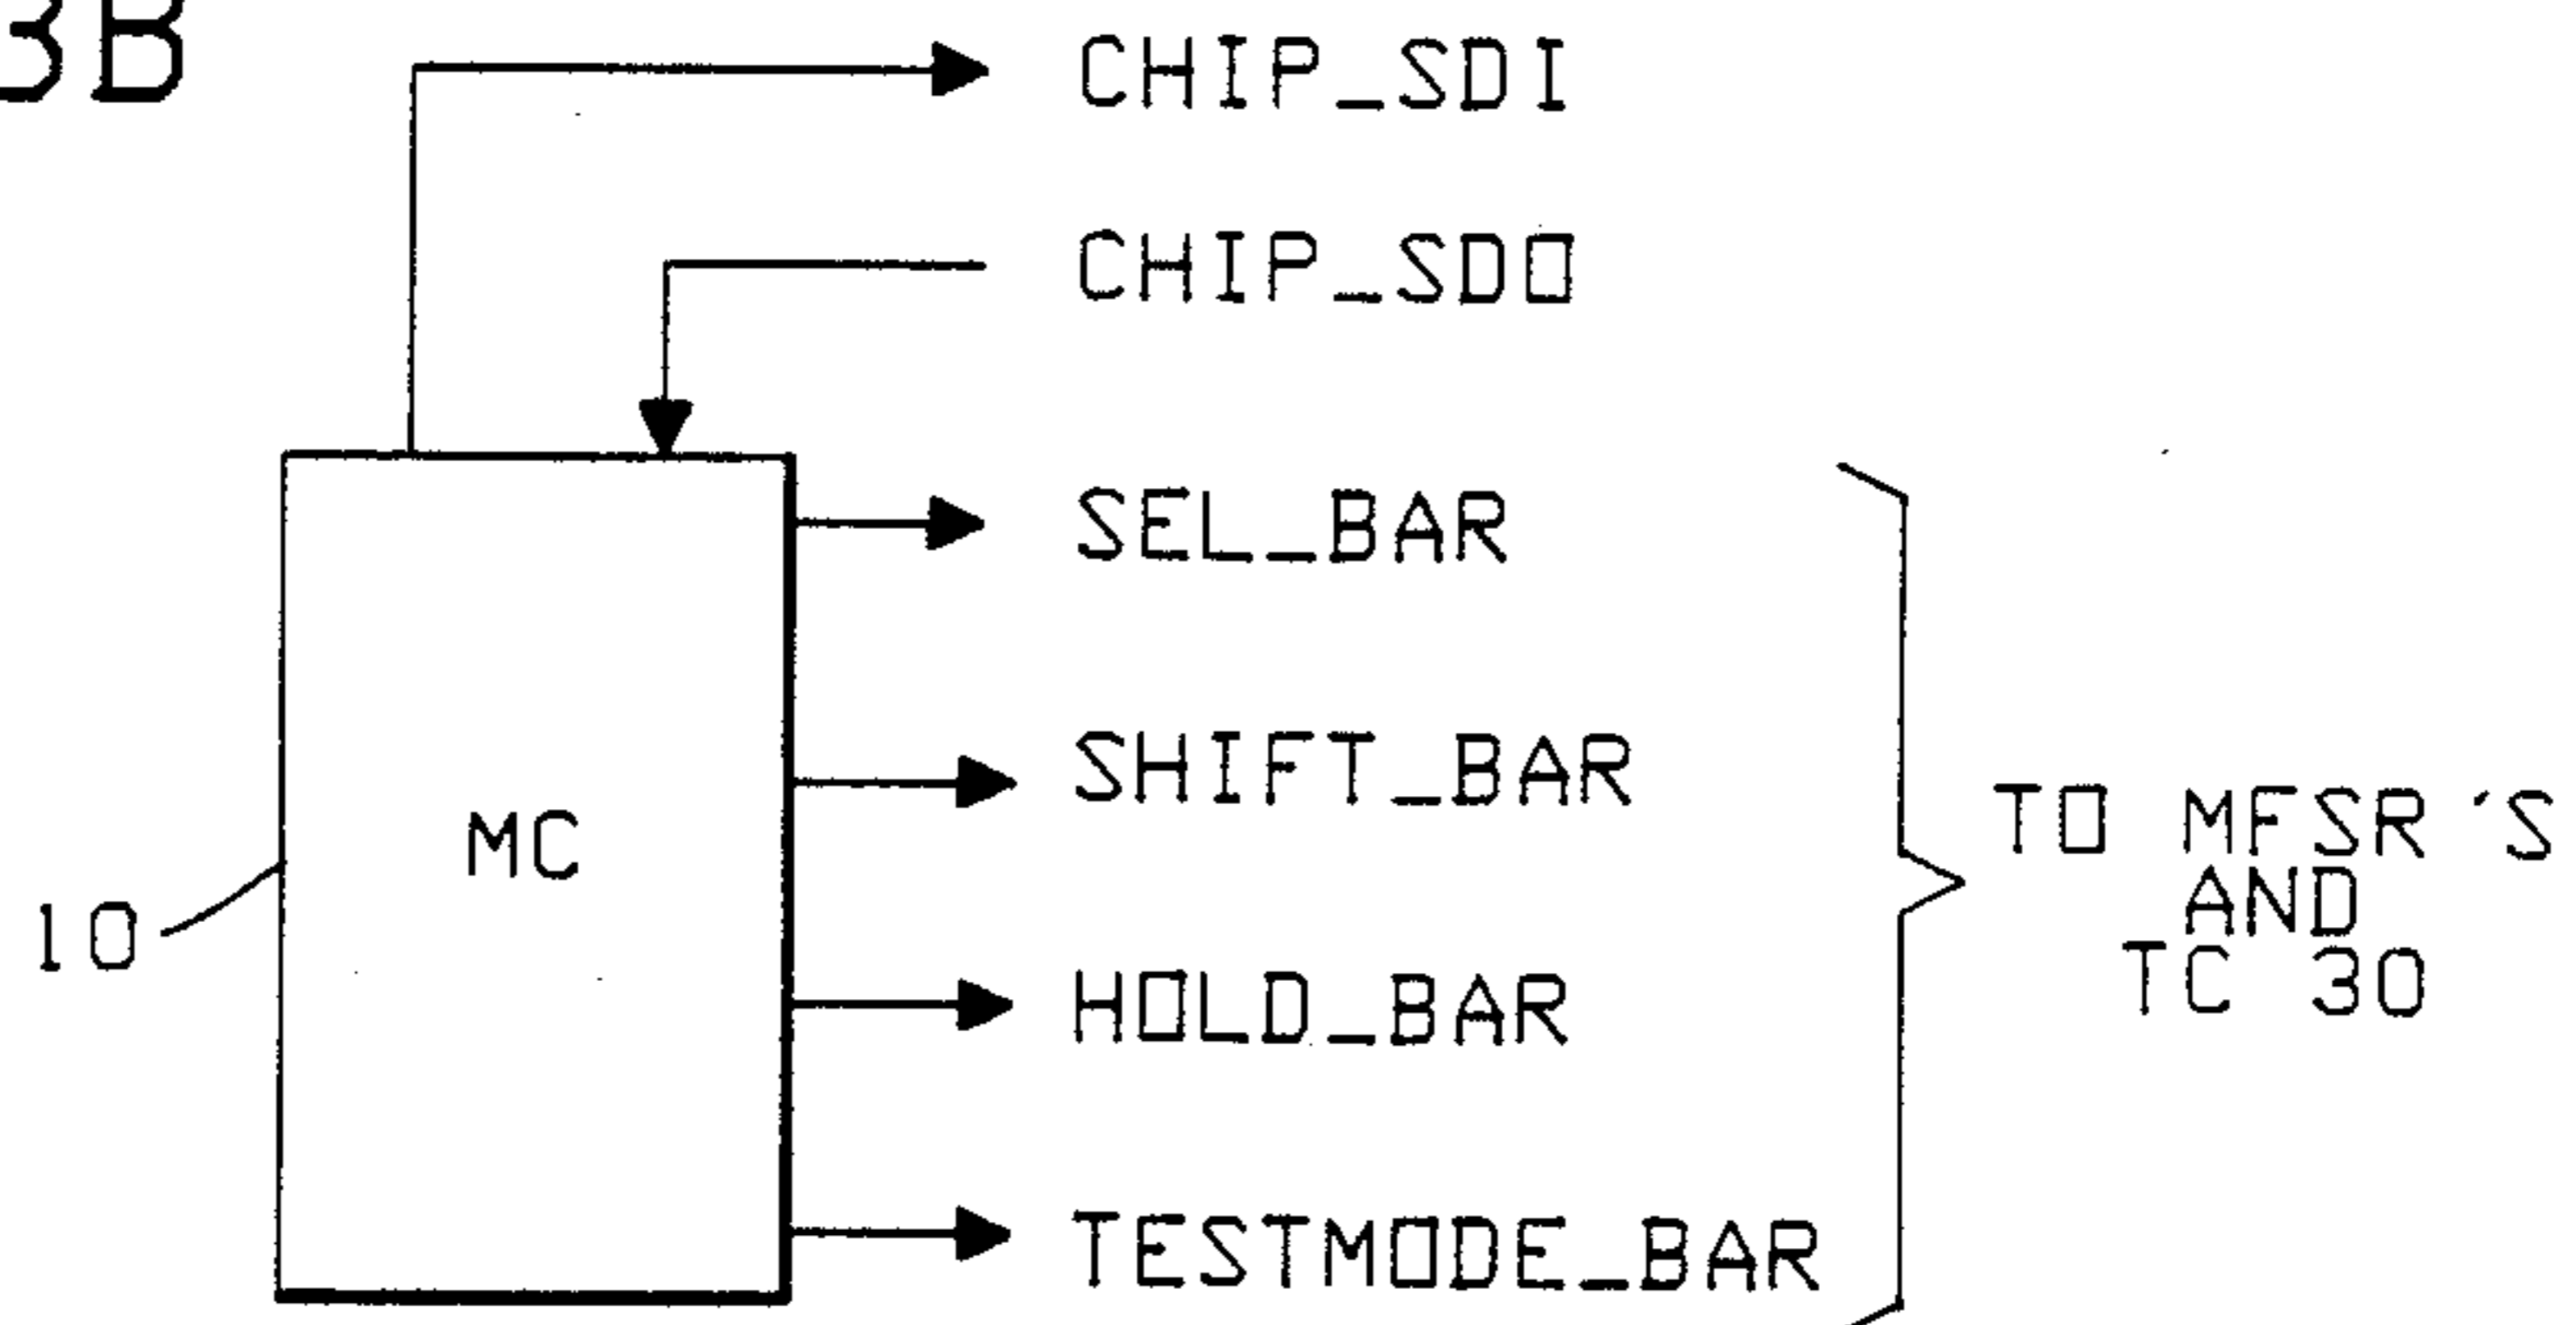 3B
CHIP_SDI
CHIP_SDO
SEL_BAR
SHIFT_BAR
MC
TO MFSR'S
AND
TC 30
10
HOLD_BAR
TESTMODE_BAR